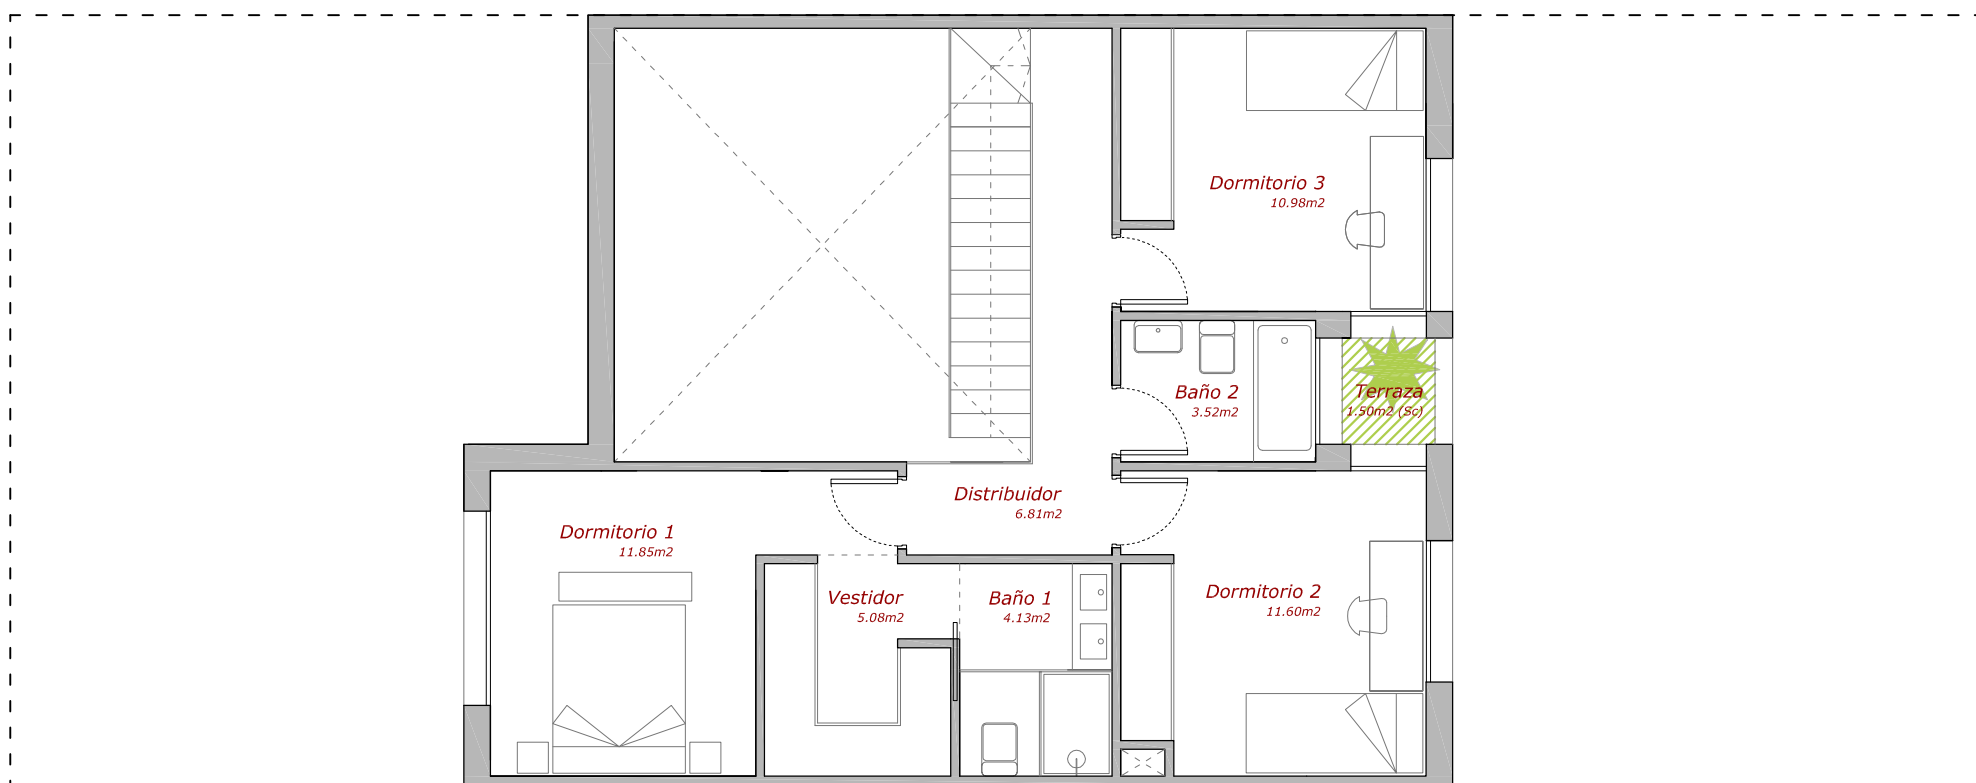 Dormitorio 3
10.98m2
Baño 2
3.52m2
Terraza
1.50m2 (Sc)
Distribuidor
6.81m2
Dormitorio 1
11.85m2
Vestidor
5.08m2
Baño 1
4.13m2
Dormitorio 2
11.60m2